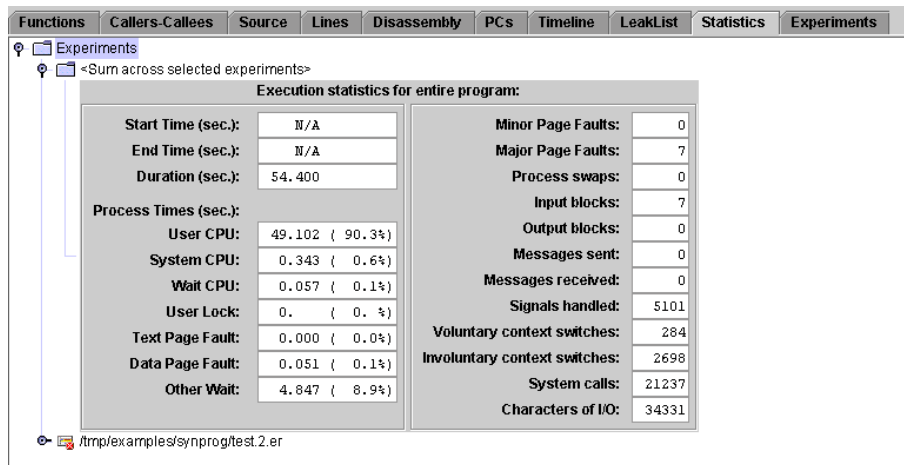 Functions Callers-Callees Source Lines Disassembly PCs Timeline LeakList Statistics Experiments
Experiments
<Sum across selected experiments>
Execution statistics for entire program:
Start Time (sec.): N/A
End Time (sec.): N/A
Duration (sec.): 54.400
Process Times (sec.):
User CPU: 49.102 ( 90.3%)
System CPU: 0.343 ( 0.6%)
Wait CPU: 0.057 ( 0.1%)
User Lock: 0. ( 0. %)
Text Page Fault: 0.000 ( 0.0%)
Data Page Fault: 0.051 ( 0.1%)
Other Wait: 4.847 ( 8.9%)
Minor Page Faults: 0
Major Page Faults: 7
Process swaps: 0
Input blocks: 7
Output blocks: 0
Messages sent: 0
Messages received: 0
Signals handled: 5101
Voluntary context switches: 284
Involuntary context switches: 2698
System calls: 21237
Characters of I/O: 34331
/tmp/examples/synprog/test.2.er